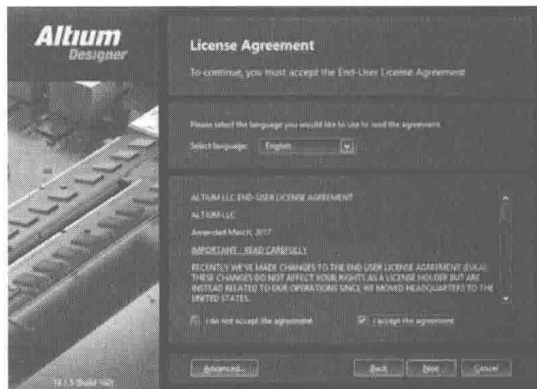 Altium
Designer
License Agreement
To continue, you must accept the End-User License Agreement
Please select the language you would like to use to read the agreement
Select language:
English
ALTIUM LLC END-USER LICENSE AGREEMENT
ALTIUM LLC
Amended March, 2017
IMPORTANT - READ CAREFULLY
RECENTLY WE'VE MADE CHANGES TO THE END USER LICENSE AGREEMENT (EULA).
THESE CHANGES DO NOT AFFECT YOUR RIGHTS AS A LICENSE HOLDER BUT ARE
INSTEAD RELATED TO OUR OPERATIONS SINCE WE MOVED HEADQUARTERS TO THE
UNITED STATES.
I do not accept the agreement
I accept the agreement
Advanced...
Back
Next
Cancel
(Build 160)